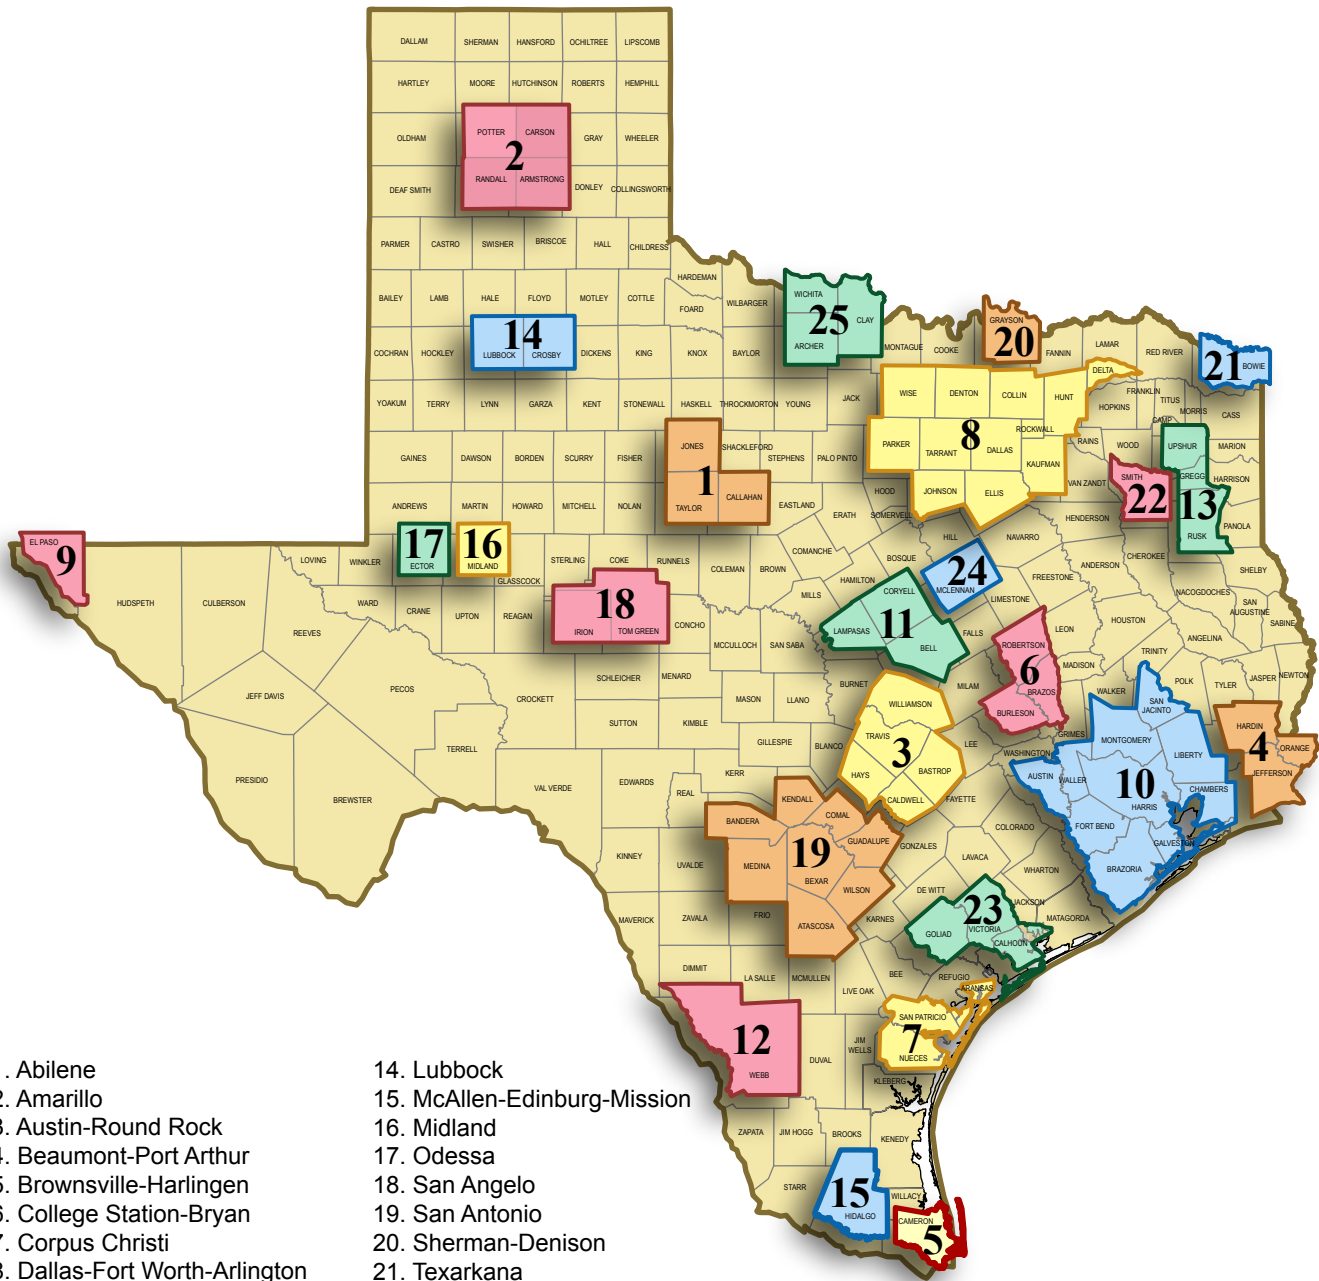 DALLAM SHERMAN HANSFORD OCHILTREE LIPSCOMB
HARTLEY MOORE HUTCHINSON ROBERTS HEMPHILL
OLDHAM POTTER CARSON GRAY WHEELER
2
DEAF SMITH RANDALL ARMSTRONG DONLEY COLLINGSWORTH
PARMER CASTRO SWISHER BRISCOE HALL CHILDRESS
HARDEMAN
BAILEY LAMB HALE FLOYD MOTLEY COTTLE FOARD WILBARGER WICHITA CLAY
14 25 GRAYSON 20
COCHRAN HOCKLEY LUBBOCK CROSBY DICKENS KING KNOX BAYLOR ARCHER MONTAGUE COOKE FANNIN LAMAR RED RIVER 21 BOWIE
DELTA
YOAKUM TERRY LYNN GARZA KENT STONEWALL HASKELL THROCKMORTON YOUNG JACK WISE DENTON COLLIN HUNT HOPKINS FRANKLIN TITUS CAMP MORRIS CASS
GAINES DAWSON BORDEN SCURRY FISHER JONES SHACKELFORD STEPHENS PALO PINTO PARKER TARRANT 8 DALLAS ROCKWALL KAUFMAN RAINS WOOD UPSHUR MARION
1 VAN ZANDT SMITH 22 GREGG HARRISON 13
ANDREWS MARTIN HOWARD MITCHELL NOLAN TAYLOR CALLAHAN EASTLAND ERATH HOOD SOMERVELL JOHNSON ELLIS HENDERSON RUSK PANOLA
EL PASO 9 LOVING WINKLER 17 ECTOR 16 MIDLAND GLASSCOCK STERLING COKE RUNNELS COLEMAN BROWN COMANCHE BOSQUE HILL NAVARRO ANDERSON CHEROKEE SHELBY
HUDSPETH CULBERSON REEVES WARD CRANE UPTON REAGAN 18 IRION TOM GREEN CONCHO MCCULLOCH SAN SABA MILLS HAMILTON CORYELL 24 MCLENNAN LIMESTONE FREESTONE NACOGDOCHES SAN AUGUSTINE SABINE
LAMPASAS 11 BELL FALLS ROBERTSON LEON HOUSTON ANGELINA
JEFF DAVIS PECOS CROCKETT SCHLEICHER MENARD MASON LLANO BURNET WILLIAMSON MILAM 6 BRAZOS BURLESON MADISON WALKER TRINITY POLK TYLER JASPER NEWTON
SAN JACINTO
PRESIDIO BREWSTER TERRELL SUTTON KIMBLE GILLESPIE BLANCO TRAVIS 3 LEE WASHINGTON GRIMES MONTGOMERY LIBERTY HARDIN 4 ORANGE JEFFERSON
VAL VERDE EDWARDS REAL KERR KENDALL COMAL HAYS BASTROP CALDWELL FAYETTE AUSTIN WALLER 10 HARRIS CHAMBERS
KINNEY UVALDE BANDERA MEDINA 19 BEXAR GUADALUPE WILSON GONZALES LAVACA COLORADO FORT BEND GALVESTON BRAZORIA
MAVERICK ZAVALA FRIO ATASCOSA KARNES DE WITT WHARTON JACKSON MATAGORDA
23 GOLIAD VICTORIA CALHOUN
DIMMIT LA SALLE MCMULLEN LIVE OAK BEE REFUGIO ARANSAS
12 WEBB DUVAL JIM WELLS SAN PATRICIO 7 NUECES KLEBERG
ZAPATA JIM HOGG BROOKS KENEDY
STARR 15 HIDALGO WILLACY CAMERON 5
. Abilene
. Amarillo
. Austin-Round Rock
. Beaumont-Port Arthur
. Brownsville-Harlingen
. College Station-Bryan
. Corpus Christi
. Dallas-Fort Worth-Arlington
14. Lubbock
15. McAllen-Edinburg-Mission
16. Midland
17. Odessa
18. San Angelo
19. San Antonio
20. Sherman-Denison
21. Texarkana